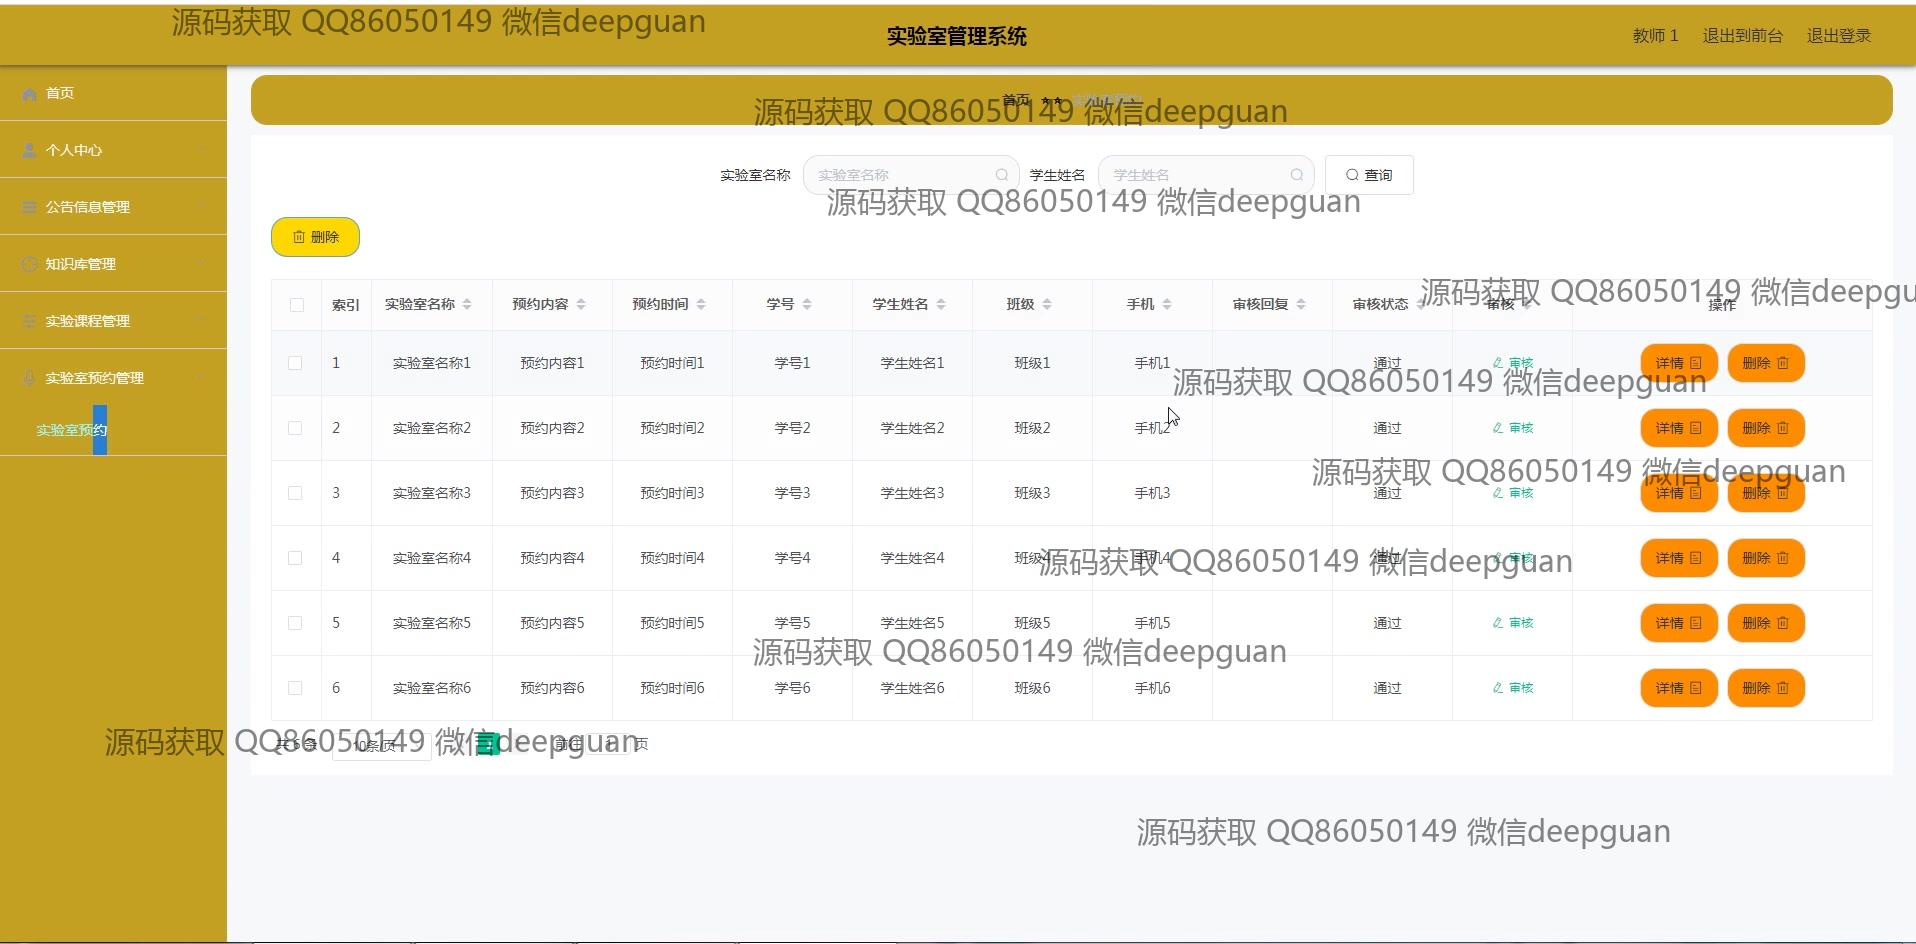 源码获取 QQ86050149 微信deepguan
实验室管理系统
教师 1 退出到前台 退出登录
首页
个人中心
公告信息管理
知识库管理
实验课程管理
实验室预约管理
实验室预约
首页 ★★ 实验室预约
源码获取 QQ86050149 微信deepguan
实验室名称 实验室名称 学生姓名 学生姓名 查询
源码获取 QQ86050149 微信deepguan
删除
源码获取 QQ86050149 微信deepgu
索引 实验室名称 预约内容 预约时间 学号 学生姓名 班级 手机 审核回复 审核状态 审核 操作
1 实验室名称1 预约内容1 预约时间1 学号1 学生姓名1 班级1 手机1 通过 审核 详情 删除
源码获取 QQ86050149 微信deepguan
2 实验室名称2 预约内容2 预约时间2 学号2 学生姓名2 班级2 手机2 通过 审核 详情 删除
源码获取 QQ86050149 微信deepguan
3 实验室名称3 预约内容3 预约时间3 学号3 学生姓名3 班级3 手机3 通过 审核 详情 删除
4 实验室名称4 预约内容4 预约时间4 学号4 学生姓名4 班级4 手机4 通过 审核 详情 删除
源码获取 QQ86050149 微信deepguan
5 实验室名称5 预约内容5 预约时间5 学号5 学生姓名5 班级5 手机5 通过 审核 详情 删除
源码获取 QQ86050149 微信deepguan
6 实验室名称6 预约内容6 预约时间6 学号6 学生姓名6 班级6 手机6 通过 审核 详情 删除
源码获取 QQ86050149 微信deepguan
共 6 条 10条/页 前往 1 页
源码获取 QQ86050149 微信deepguan